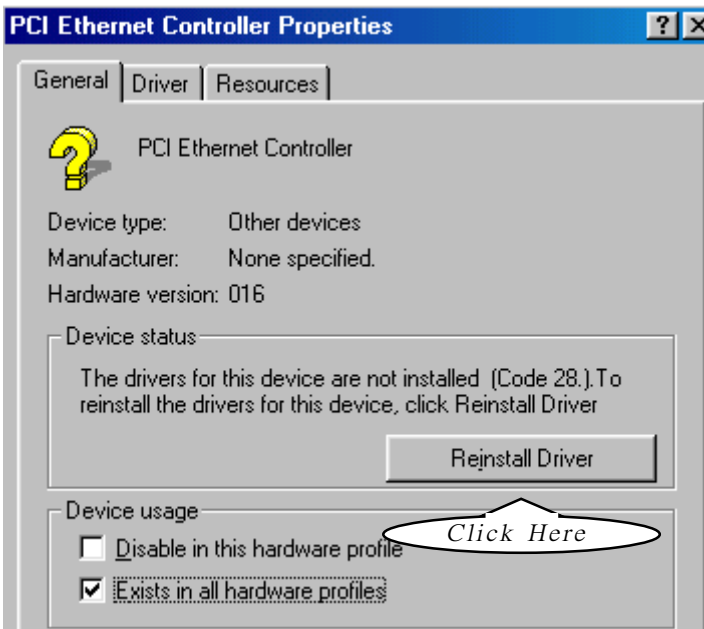 PCI Ethernet Controller Properties
General Driver Resources
PCI Ethernet Controller
Device type: Other devices
Manufacturer: None specified.
Hardware version: 016
Device status
The drivers for this device are not installed (Code 28.).To
reinstall the drivers for this device, click Reinstall Driver
Reinstall Driver
Device usage
Click Here
Disable in this hardware profile
Exists in all hardware profiles